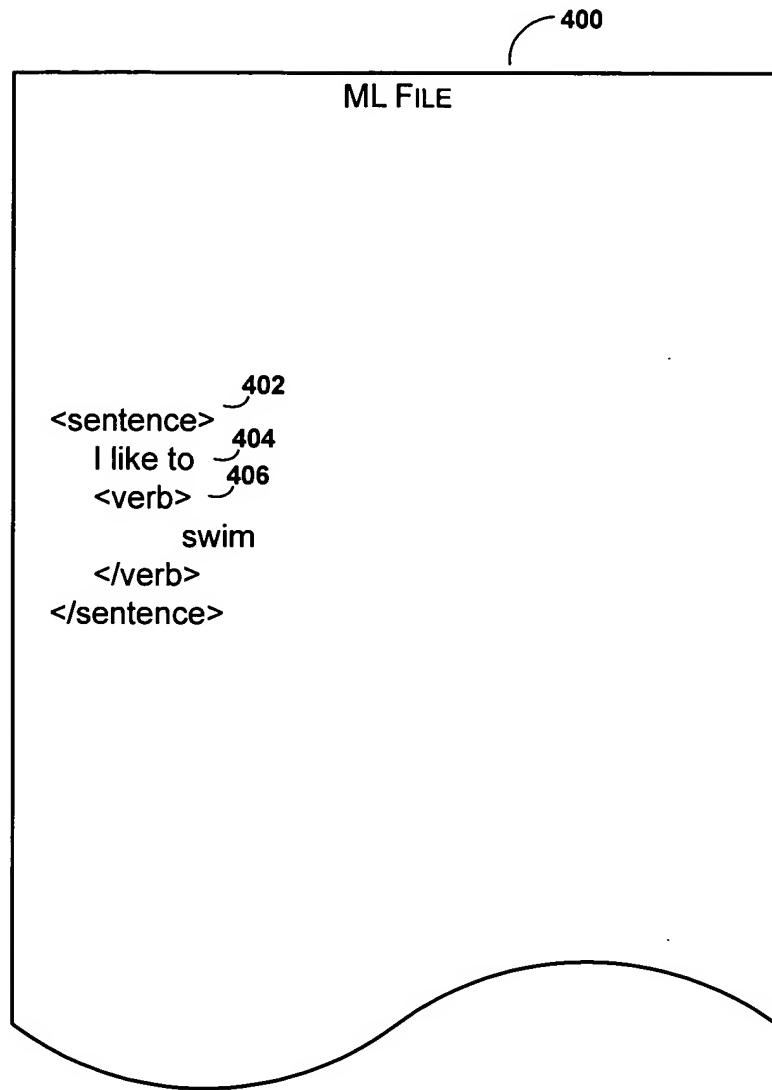 400
ML FILE
402
<sentence>
I like to 404
<verb> 406
swim
</verb>
</sentence>